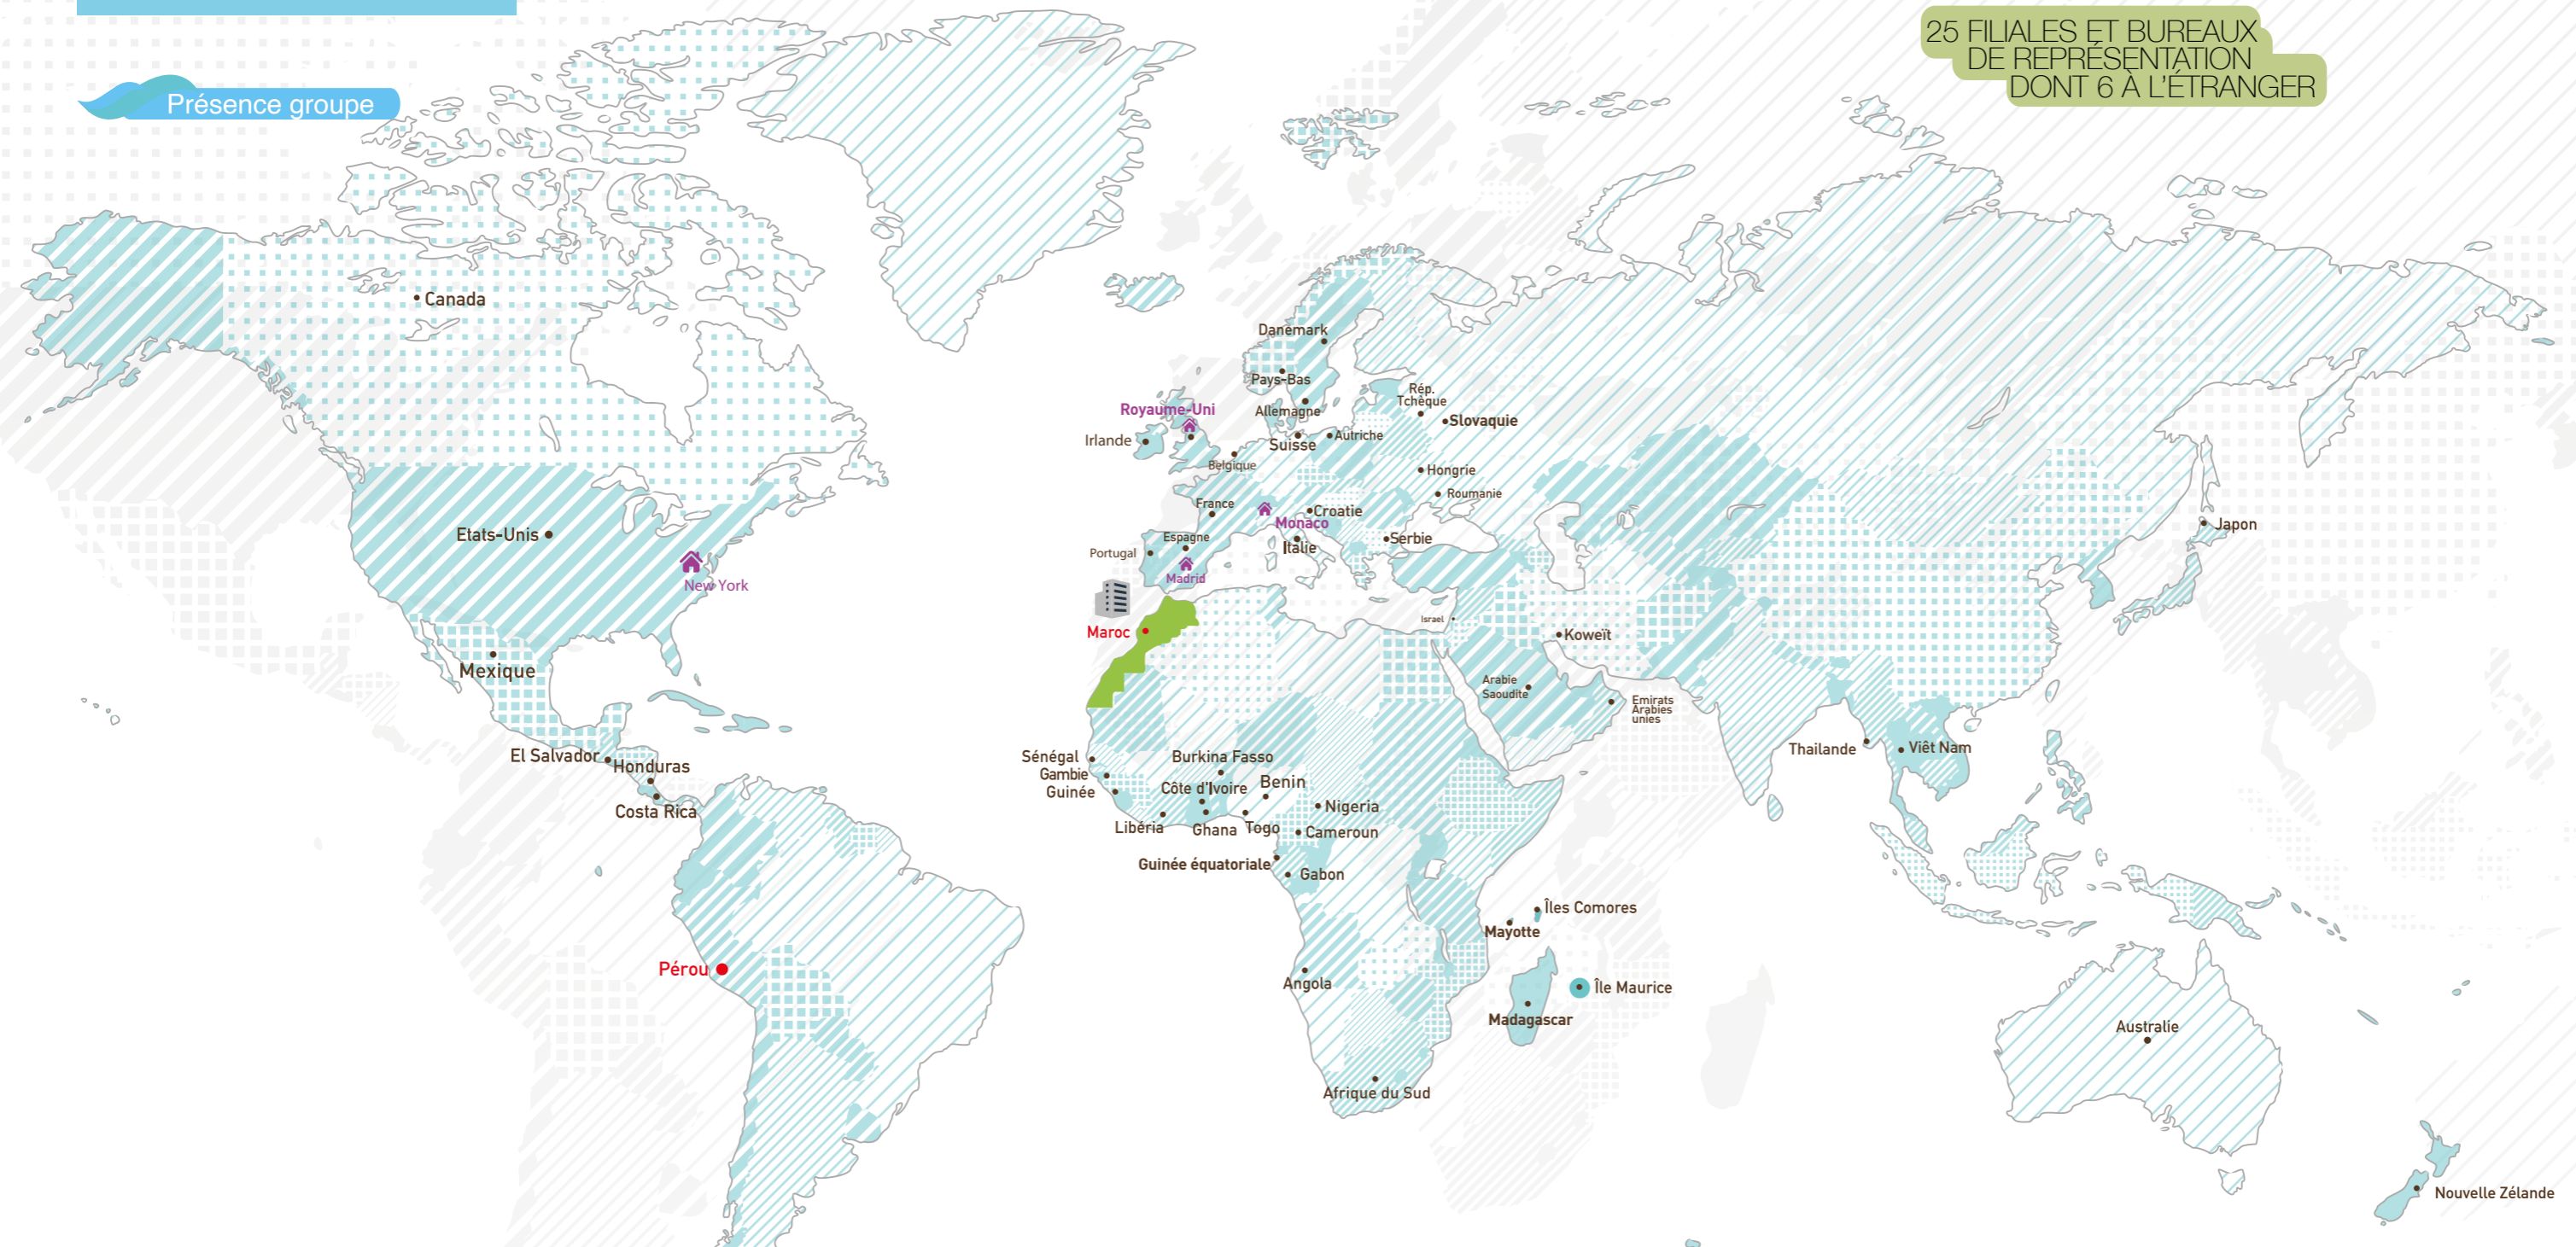 25 FILIALES ET BUREAUX
DE REPRÉSENTATION
DONT 6 À L'ÉTRANGER
Présence groupe
Canada
Etats-Unis
New York
Mexique
El Salvador
Honduras
Costa Rica
Pérou
Danemark
Pays-Bas
Rép.
Tchèque
Royaume-Uni
Allemagne
Slovaquie
Irlande
Suisse
Autriche
Belgique
Hongrie
Roumanie
France
Croatie
Monaco
Espagne
Italie
Serbie
Portugal
Madrid
Maroc
Israel
Koweït
Arabie
Saoudite
Emirats
Arabies
unies
Japon
Thailande
Viêt Nam
Sénégal
Gambie
Guinée
Burkina Fasso
Benin
Côte d'Ivoire
Nigeria
Libéria
Ghana
Togo
Cameroun
Guinée équatoriale
Gabon
Îles Comores
Mayotte
Angola
Île Maurice
Madagascar
Afrique du Sud
Australie
Nouvelle Zélande